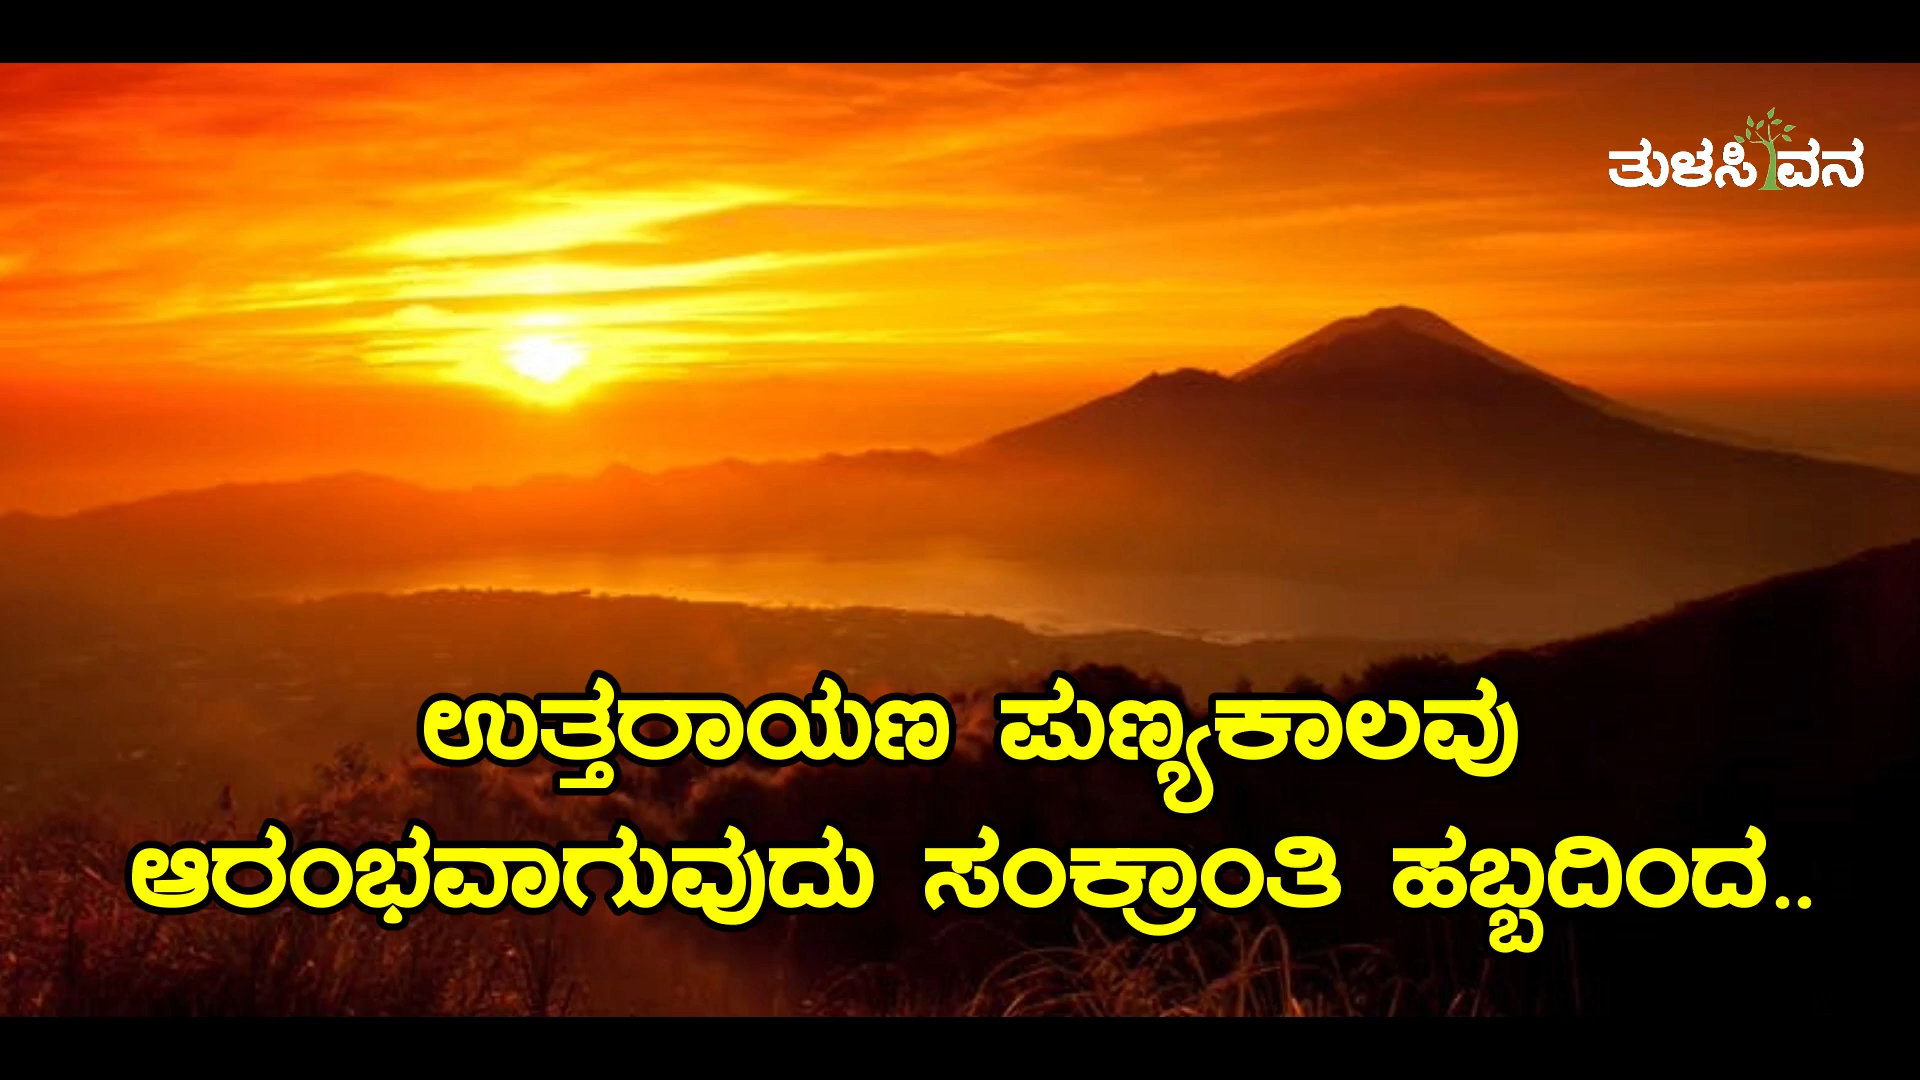 ತುಳಸಿವನ
ಉತ್ತರಾಯಣ ಪುಣ್ಯಕಾಲವು
ಆರಂಭವಾಗುವುದು ಸಂಕ್ರಾಂತಿ ಹಬ್ಬದಿಂದ..